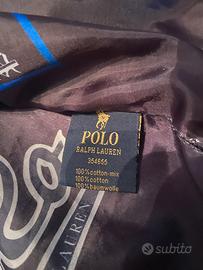 POLO
RALPH LAUREN
354655
100%cotton-mix
100%cotton
100%baumwolle
LAUREN
subito